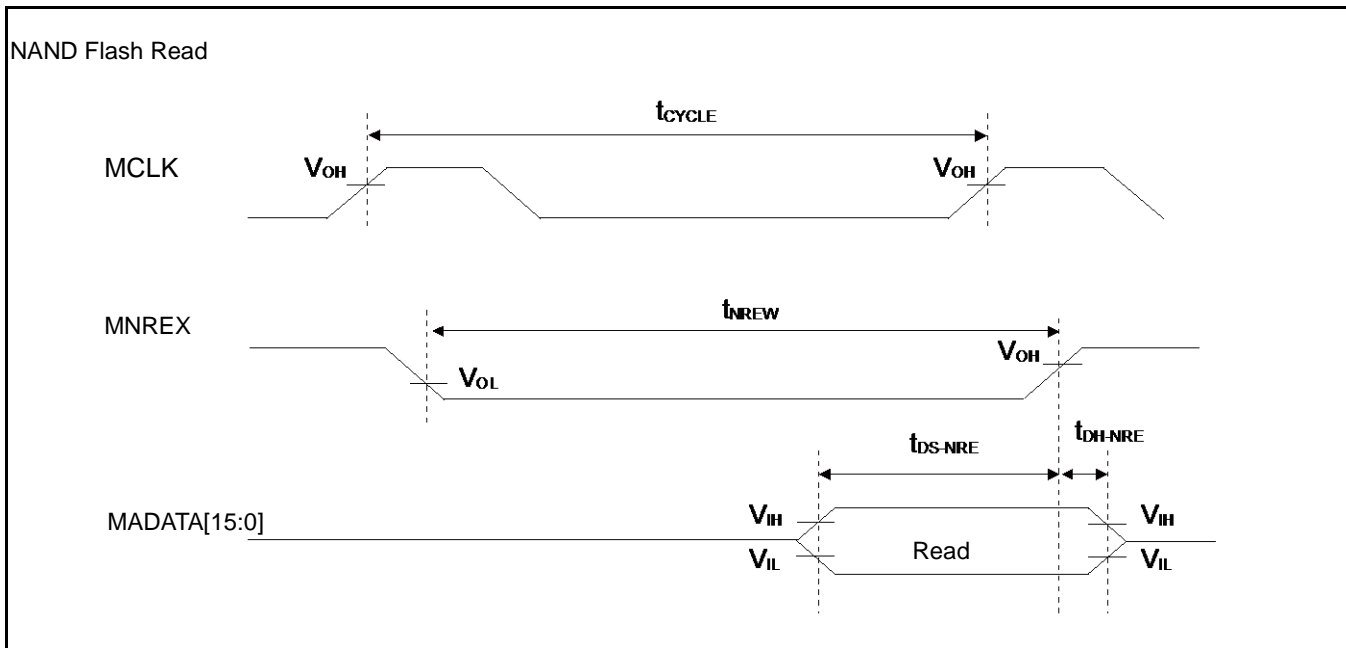 NAND Flash Read
tCYCLE
MCLK
VOH
VOH
tNREW
MNREX
VOH
VOL
tDS-NRE
tDH-NRE
MADATA[15:0]
VIH
VIH
Read
VIL
VIL